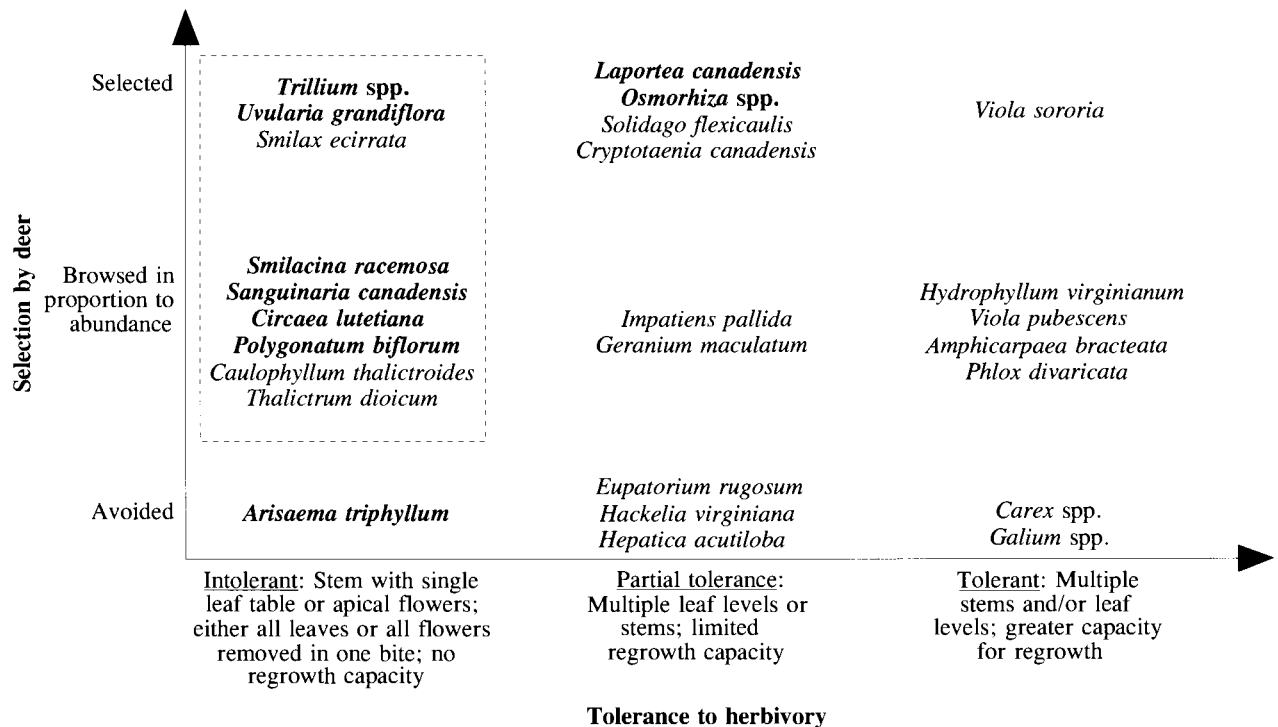 Selection by deer
Selected
Trillium spp.
Uvularia grandiflora
Smilax ecirrata
Laportea canadensis
Osmorhiza spp.
Solidago flexicaulis
Cryptotaenia canadensis
Viola sororia
Browsed in
proportion to
abundance
Smilacina racemosa
Sanguinaria canadensis
Circaea lutetiana
Polygonatum biflorum
Caulophyllum thalictroides
Thalictrum dioicum
Impatiens pallida
Geranium maculatum
Hydrophyllum virginianum
Viola pubescens
Amphicarpaea bracteata
Phlox divaricata
Avoided
Arisaema triphyllum
Eupatorium rugosum
Hackelia virginiana
Hepatica acutiloba
Carex spp.
Galium spp.
Intolerant: Stem with single
leaf table or apical flowers;
either all leaves or all flowers
removed in one bite; no
regrowth capacity
Partial tolerance:
Multiple leaf levels or
stems; limited
regrowth capacity
Tolerant: Multiple
stems and/or leaf
levels; greater capacity
for regrowth
Tolerance to herbivory